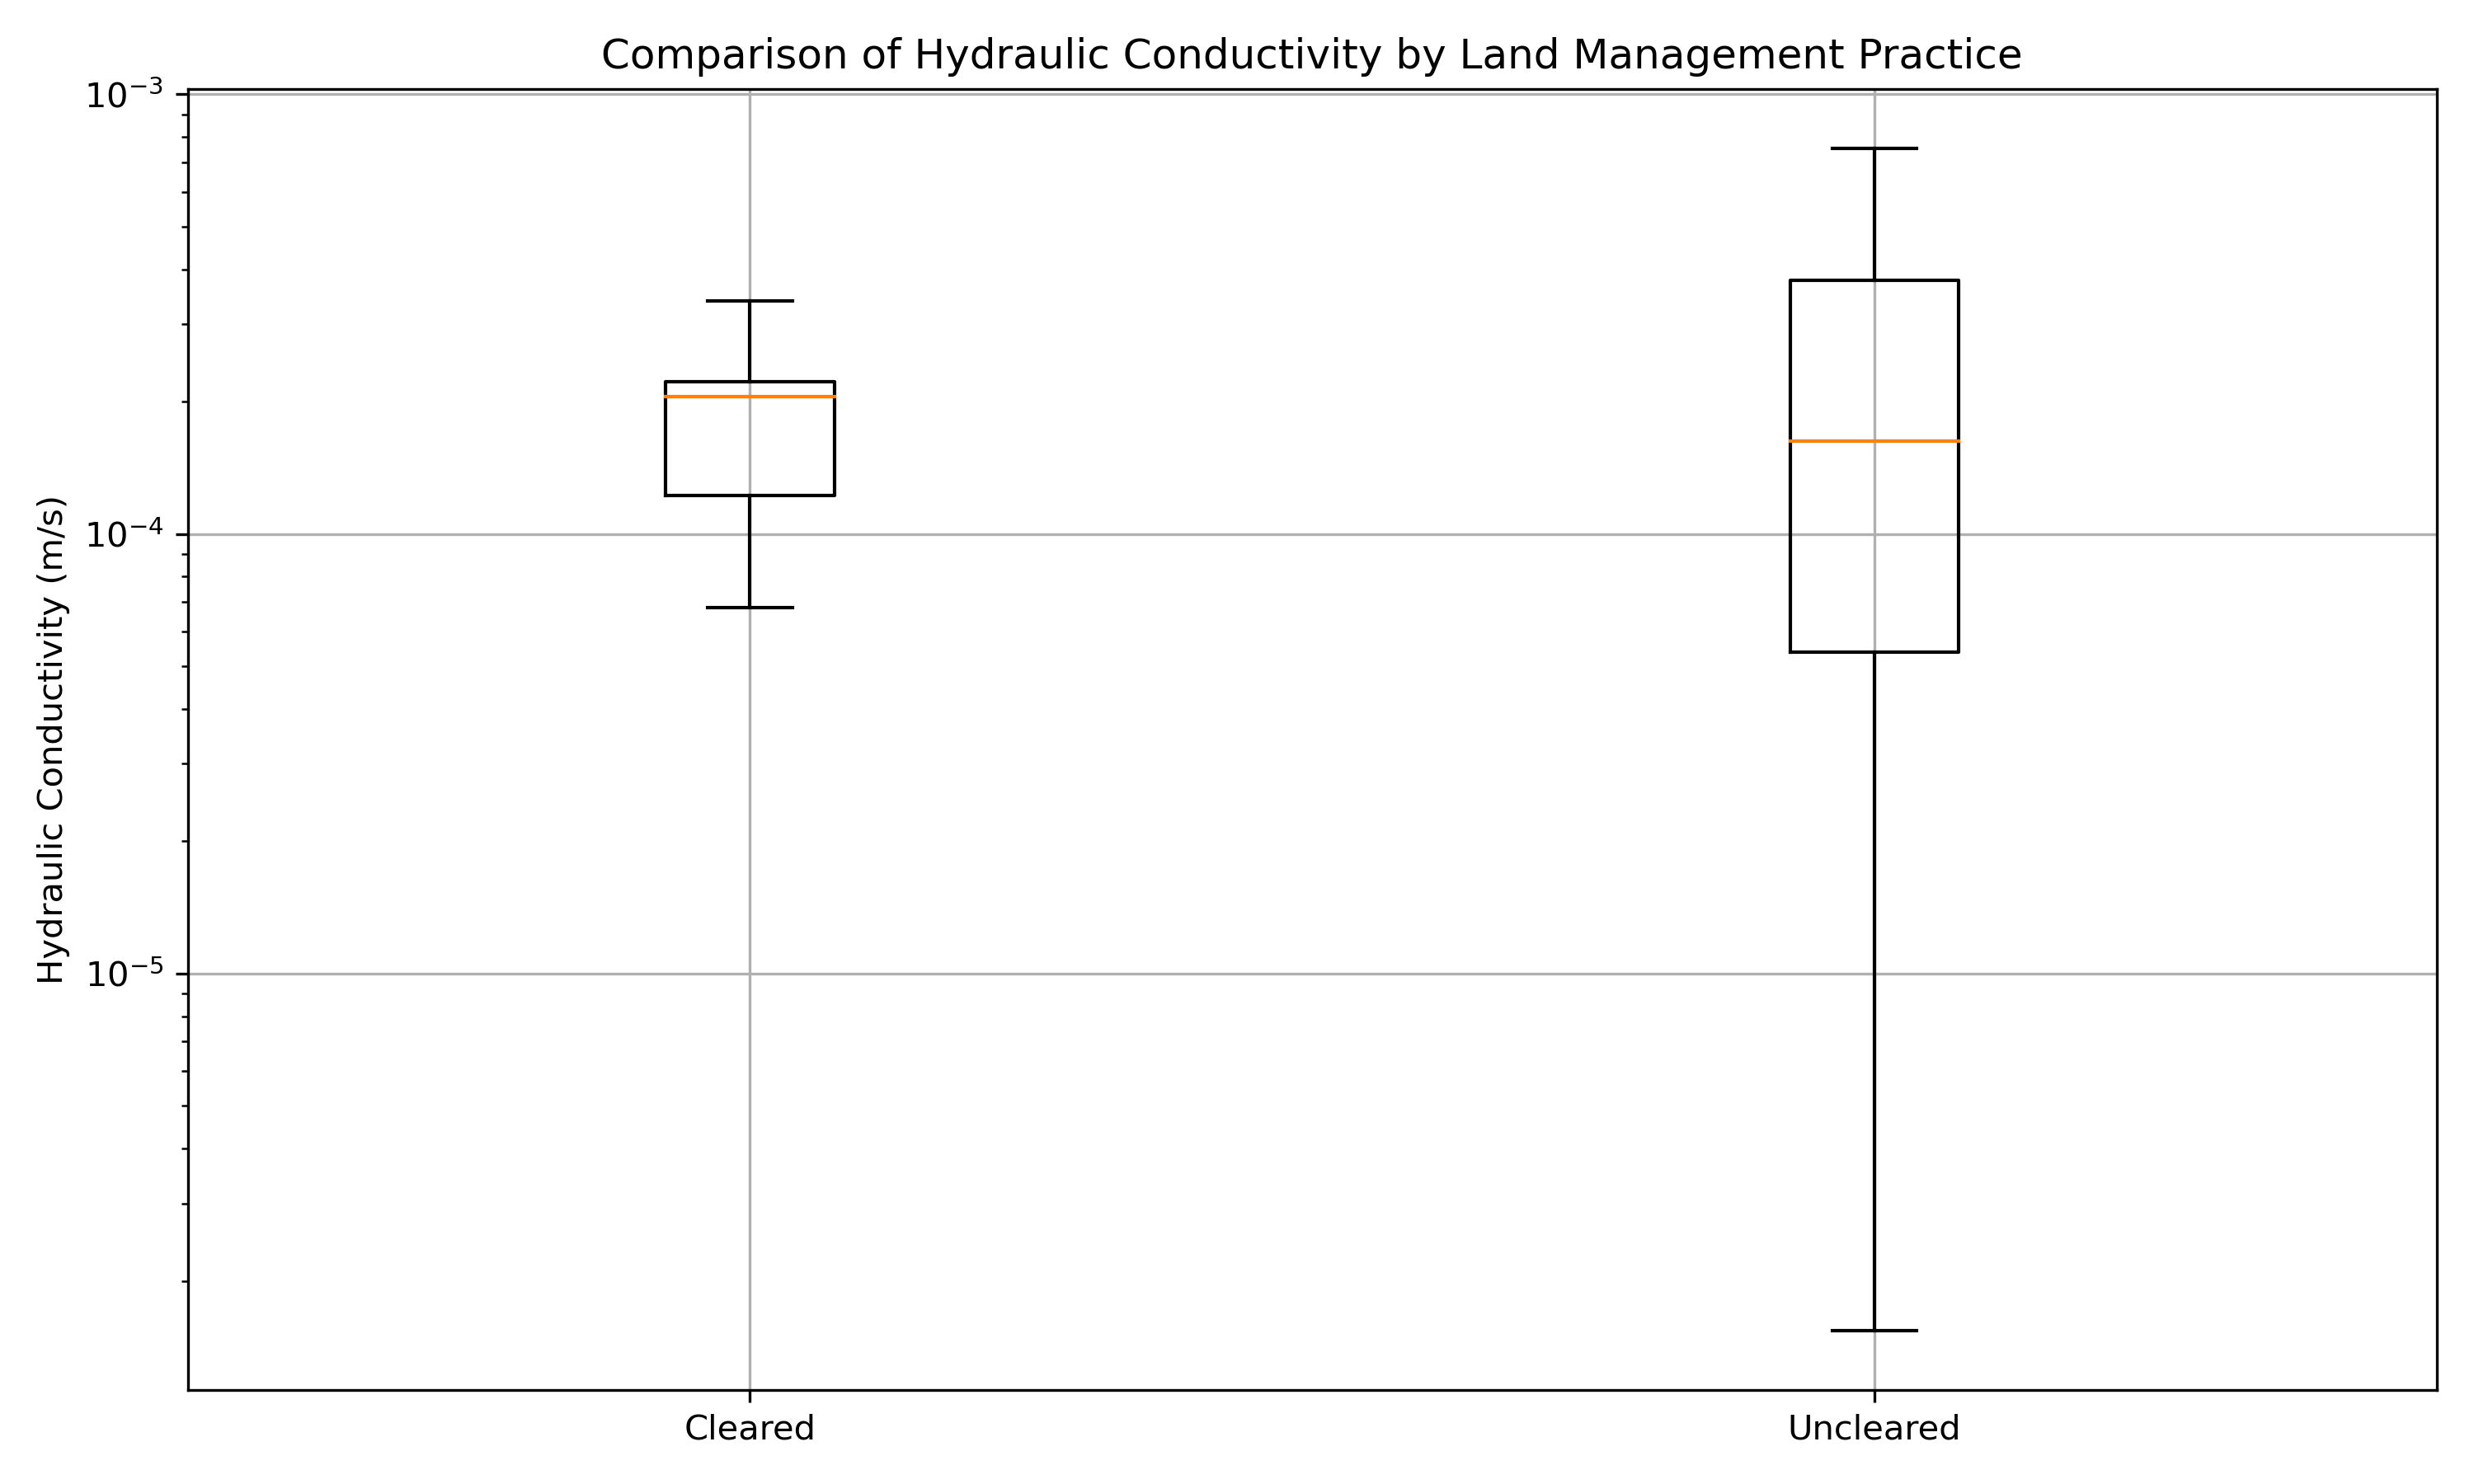 Comparison of Hydraulic Conductivity by Land Management Practice
Hydraulic Conductivity (m/s)
10⁻³
10⁻⁴
10⁻⁵
Cleared
Uncleared